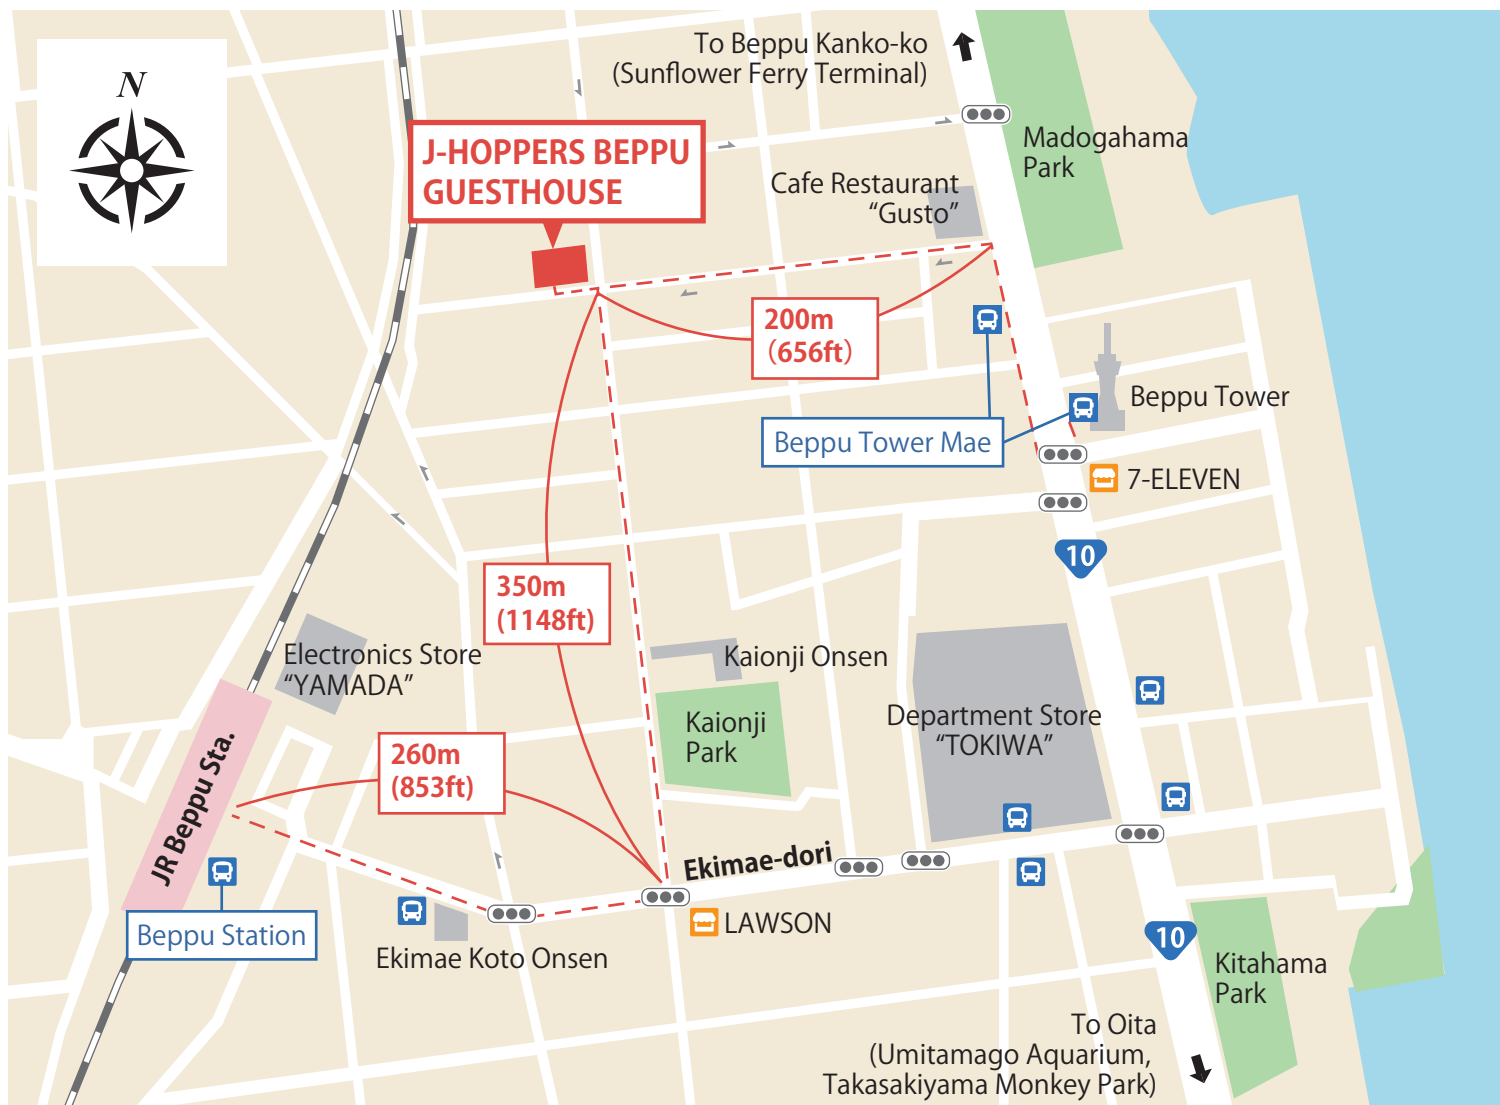 N
To Beppu Kanko-ko
(Sunflower Ferry Terminal)
J-HOPPERS BEPPU
GUESTHOUSE
Madogahama
Park
Cafe Restaurant
“Gusto”
200m
(656ft)
Beppu Tower
Beppu Tower Mae
7-ELEVEN
10
350m
(1148ft)
Electronics Store
“YAMADA”
Kaionji Onsen
Kaionji
Park
Department Store
“TOKIWA”
260m
(853ft)
JR Beppu Sta.
Ekimae-dori
LAWSON
Beppu Station
Ekimae Koto Onsen
10
Kitahama
Park
To Oita
(Umitamago Aquarium,
Takasakiyama Monkey Park)